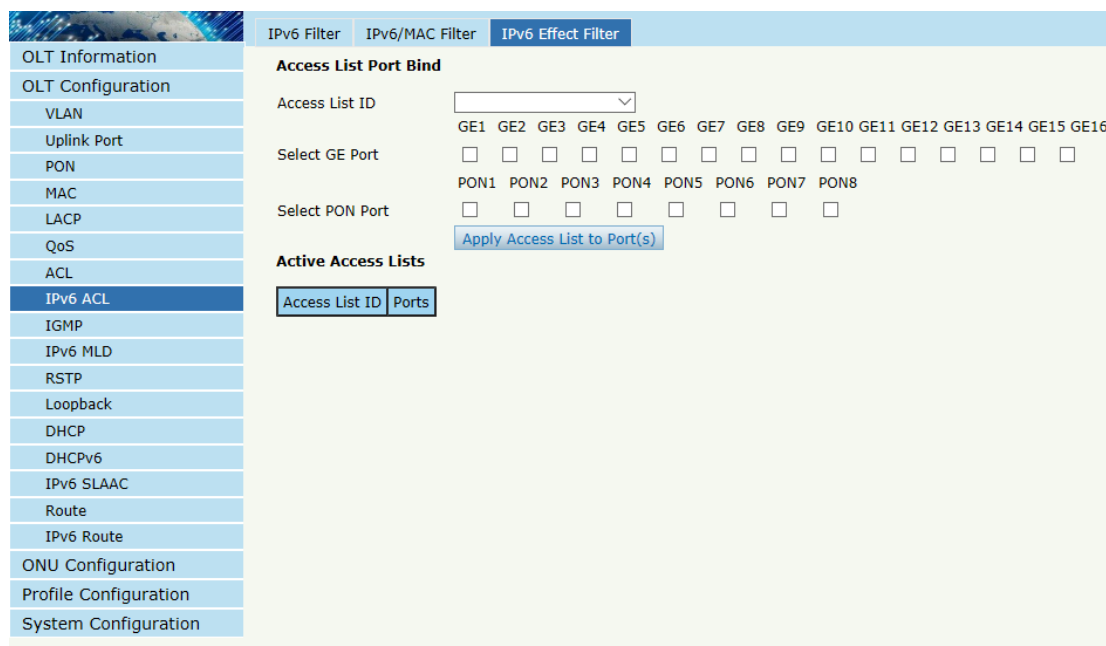 IPv6 Filter IPv6/MAC Filter IPv6 Effect Filter
OLT Information
OLT Configuration
VLAN
Uplink Port
PON
MAC
LACP
QoS
ACL
IPv6 ACL
IGMP
IPv6 MLD
RSTP
Loopback
DHCP
DHCPv6
IPv6 SLAAC
Route
IPv6 Route
ONU Configuration
Profile Configuration
System Configuration
Access List Port Bind
Access List ID
GE1 GE2 GE3 GE4 GE5 GE6 GE7 GE8 GE9 GE10 GE11 GE12 GE13 GE14 GE15 GE16
Select GE Port
PON1 PON2 PON3 PON4 PON5 PON6 PON7 PON8
Select PON Port
Apply Access List to Port(s)
Active Access Lists
Access List ID Ports